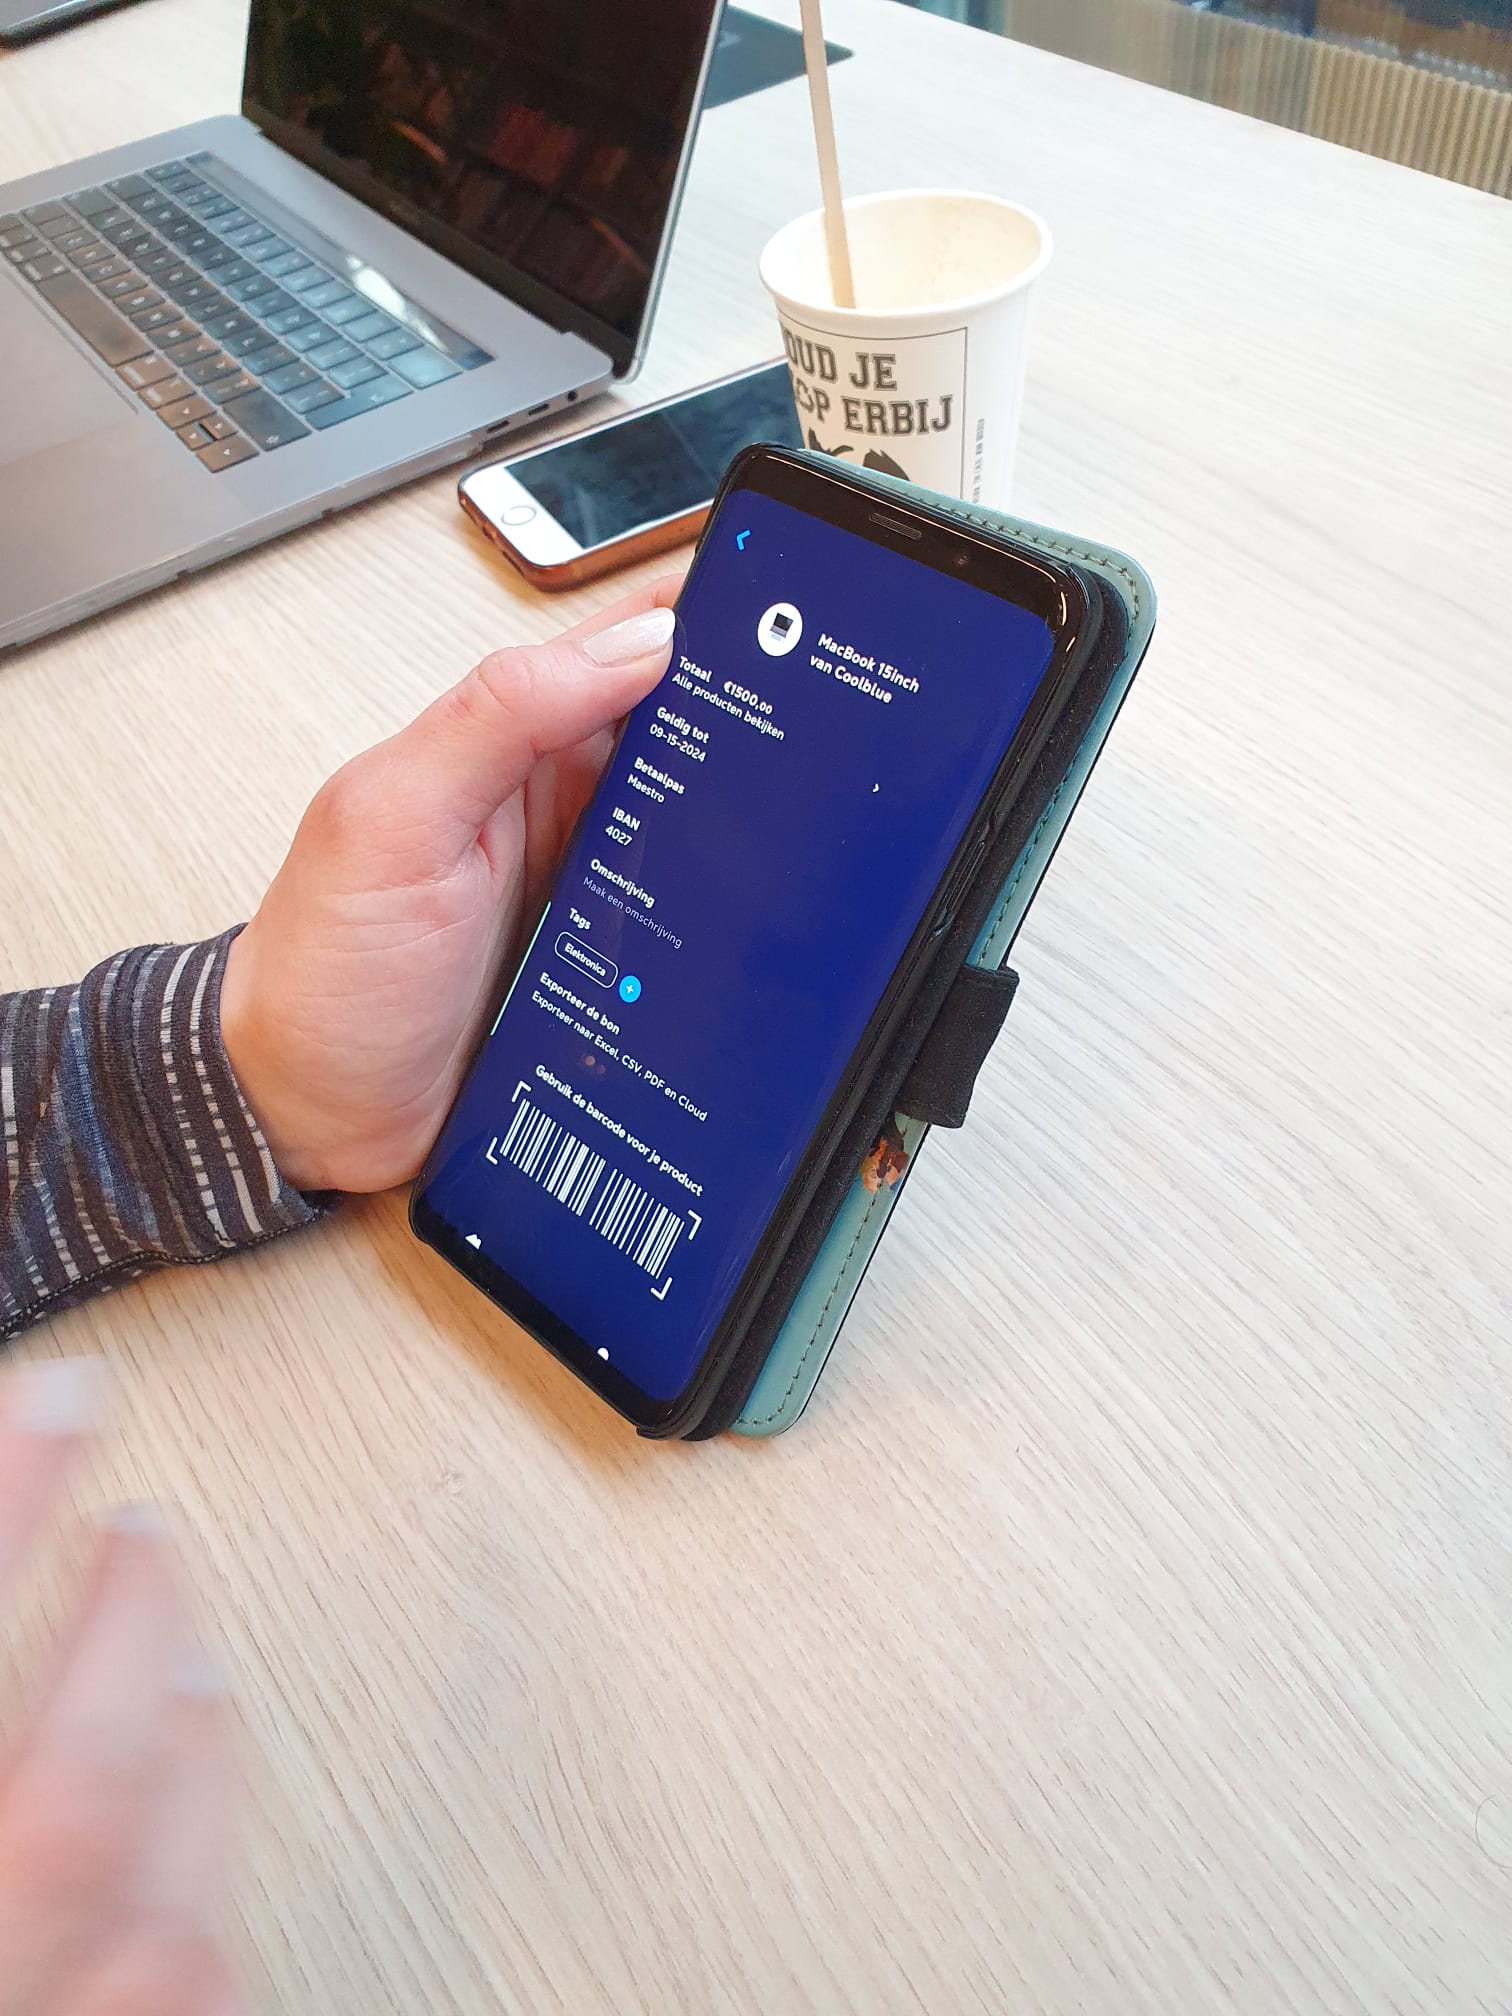 OUD JE
OP ERBIJ
MacBook 15inch
van Coolblue
Totaal €1500,00
Alle producten bekijken
Geldig tot
09-15-2024
Betaalpas
Maestro
IBAN
4027
Omschrijving
Maak een omschrijving
Tags
Elektronica
+
Exporteer de bon
Exporteer naar Excel, CSV, PDF en Cloud
Gebruik de barcode voor je product